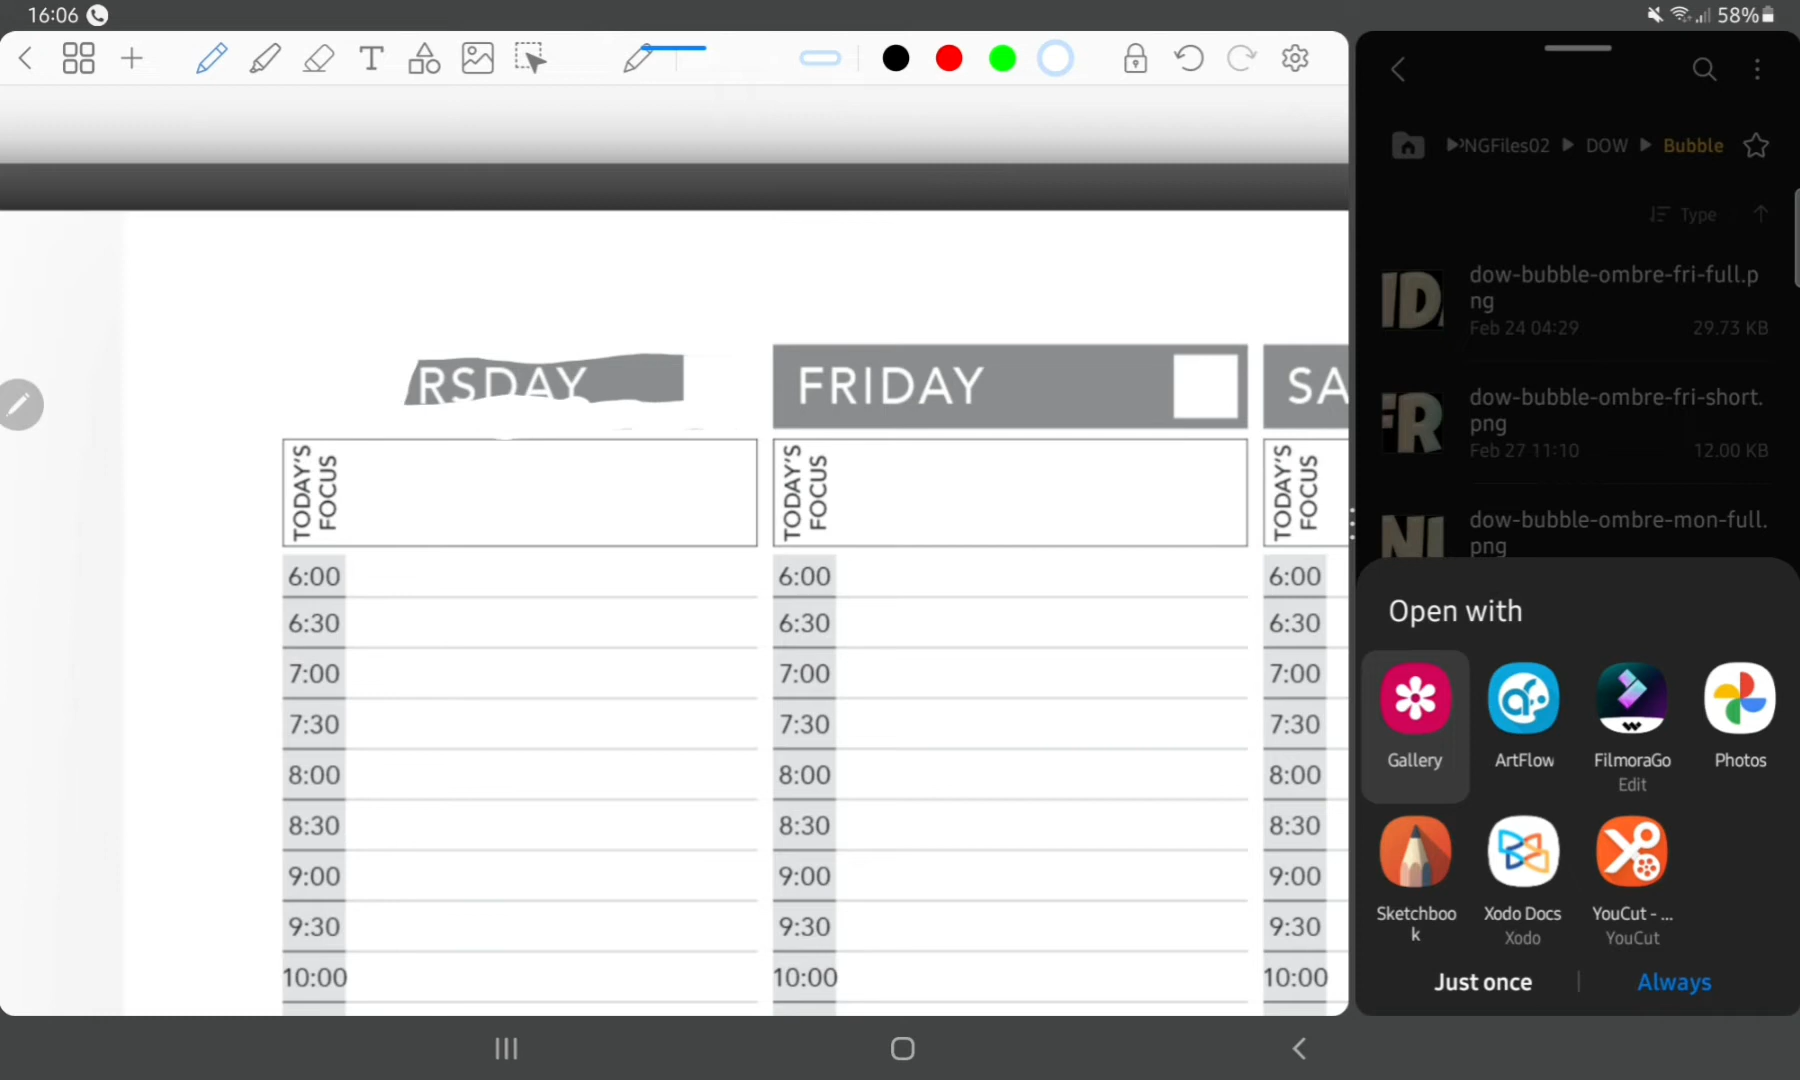 16:06
58%
RSDAY
FRIDAY
SA
TODAY'S FOCUS
TODAY'S FOCUS
TODAY'S FOCUS
6:00
6:30
7:00
7:30
8:00
8:30
9:00
9:30
10:00
6:00
6:30
7:00
7:30
8:00
8:30
9:00
9:30
10:00
6:00
6:30
7:00
7:30
8:00
8:30
9:00
9:30
10:00
NGFiles02 DOW Bubble
Type
ID
dow-bubble-ombre-fri-full.p
ng
Feb 24 04:29 29.73 KB
FR
dow-bubble-ombre-fri-short.
png
Feb 27 11:10 12.00 KB
dow-bubble-ombre-mon-full.
png
Open with
Gallery
ArtFlow
FilmoraGo
Edit
Photos
Sketchboo
k
Xodo Docs
Xodo
YouCut - ...
YouCut
Just once
Always